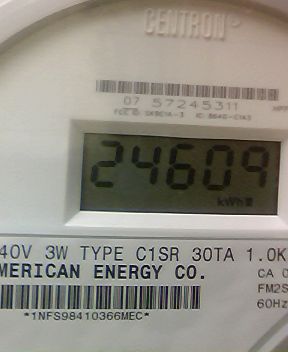 CENTRON®
07 57245311
24609
kWh
40V 3W TYPE C1SR 30TA 1.0K
MERICAN ENERGY CO.
CA 0
FM2S
60Hz
*1NFS98410366MEC*